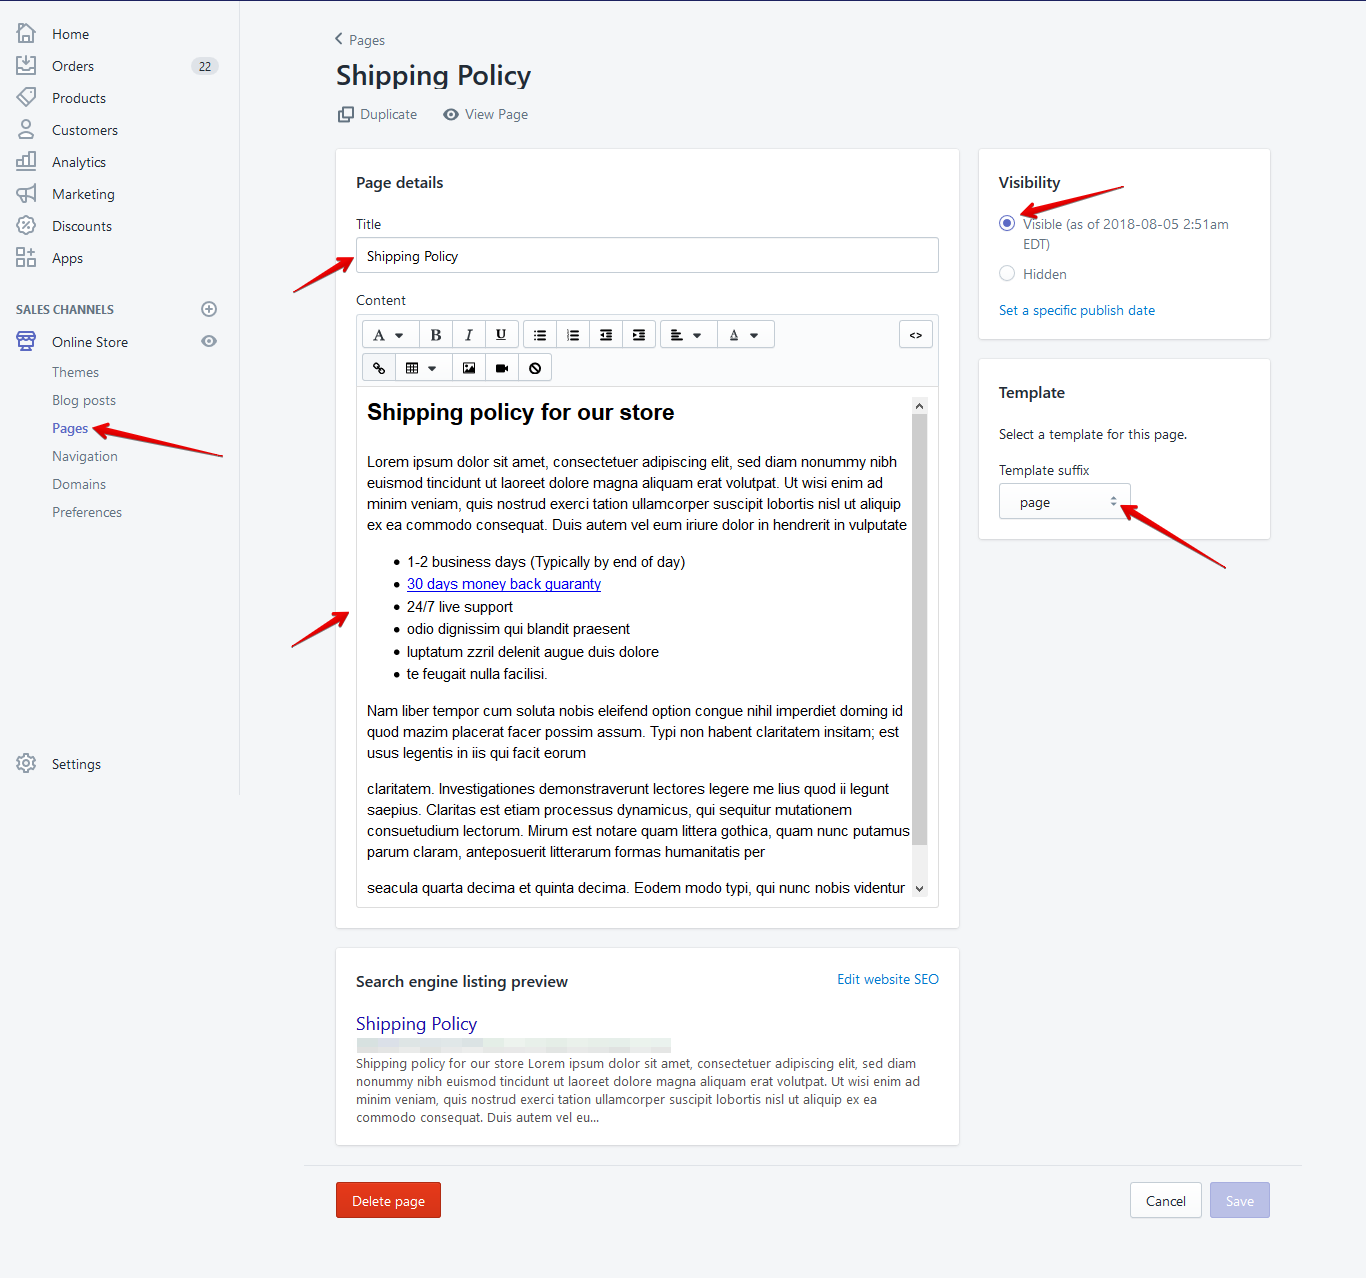 Home
Orders 22
Products
Customers
Analytics
Marketing
Discounts
Apps
SALES CHANNELS
Online Store
Themes
Blog posts
Pages
Navigation
Domains
Preferences
Settings
Pages
Shipping Policy
Duplicate View Page
Page details
Title
Shipping Policy
Content
A B I U A <>
Shipping policy for our store
Lorem ipsum dolor sit amet, consectetuer adipiscing elit, sed diam nonummy nibh
euismod tincidunt ut laoreet dolore magna aliquam erat volutpat. Ut wisi enim ad
minim veniam, quis nostrud exerci tation ullamcorper suscipit lobortis nisl ut aliquip
ex ea commodo consequat. Duis autem vel eum iriure dolor in hendrerit in vulputate
1-2 business days (Typically by end of day)
30 days money back guaranty
24/7 live support
odio dignissim qui blandit praesent
luptatum zzril delenit augue duis dolore
te feugait nulla facilisi.
Nam liber tempor cum soluta nobis eleifend option congue nihil imperdiet doming id
quod mazim placerat facer possim assum. Typi non habent claritatem insitam; est
usus legentis in iis qui facit eorum
claritatem. Investigationes demonstraverunt lectores legere me lius quod ii legunt
saepius. Claritas est etiam processus dynamicus, qui sequitur mutationem
consuetudium lectorum. Mirum est notare quam littera gothica, quam nunc putamus
parum claram, anteposuerit litterarum formas humanitatis per
seacula quarta decima et quinta decima. Eodem modo typi, qui nunc nobis videntur
Search engine listing preview Edit website SEO
Shipping Policy
Shipping policy for our store Lorem ipsum dolor sit amet, consectetuer adipiscing elit, sed diam
nonummy nibh euismod tincidunt ut laoreet dolore magna aliquam erat volutpat. Ut wisi enim ad
minim veniam, quis nostrud exerci tation ullamcorper suscipit lobortis nisl ut aliquip ex ea
commodo consequat. Duis autem vel eu...
Visibility
Visible (as of 2018-08-05 2:51am
EDT)
Hidden
Set a specific publish date
Template
Select a template for this page.
Template suffix
page
Delete page Cancel Save